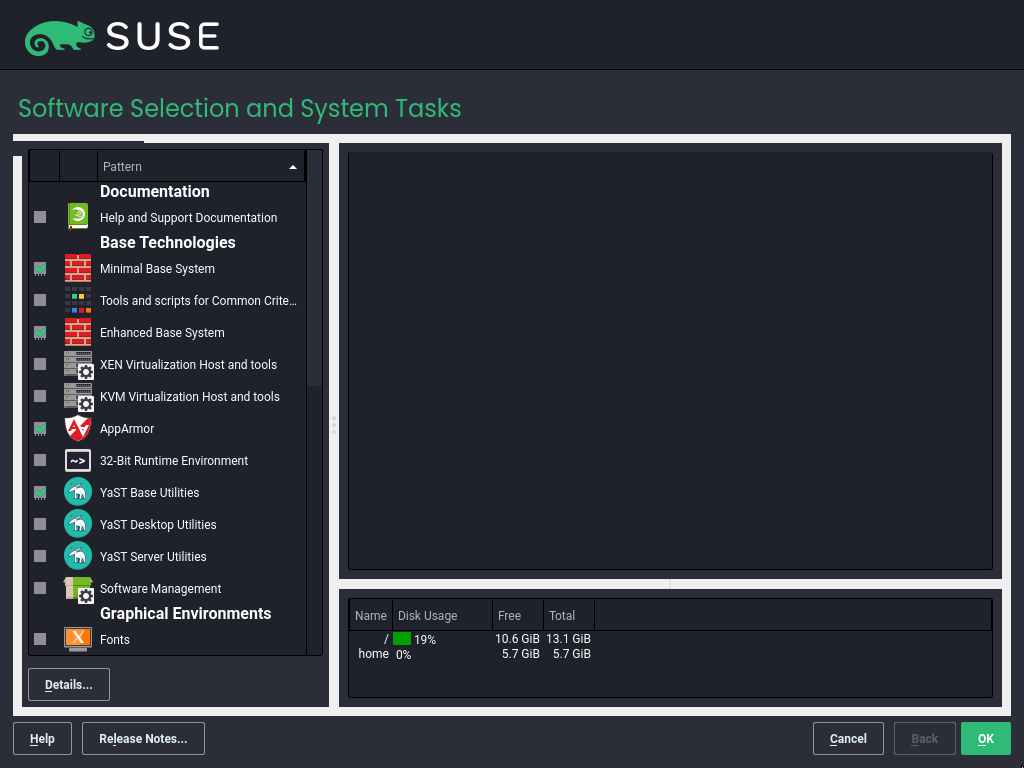 SUSE
Software Selection and System Tasks
Pattern
Documentation
Help and Support Documentation
Base Technologies
Minimal Base System
Tools and scripts for Common Crite...
Enhanced Base System
XEN Virtualization Host and tools
KVM Virtualization Host and tools
AppArmor
~> 32-Bit Runtime Environment
YaST Base Utilities
YaST Desktop Utilities
YaST Server Utilities
Software Management
Graphical Environments
X Fonts
Details...
Name Disk Usage Free Total
/ 19% 10.6 GiB 13.1 GiB
home 0% 5.7 GiB 5.7 GiB
Help Release Notes... Cancel Back OK